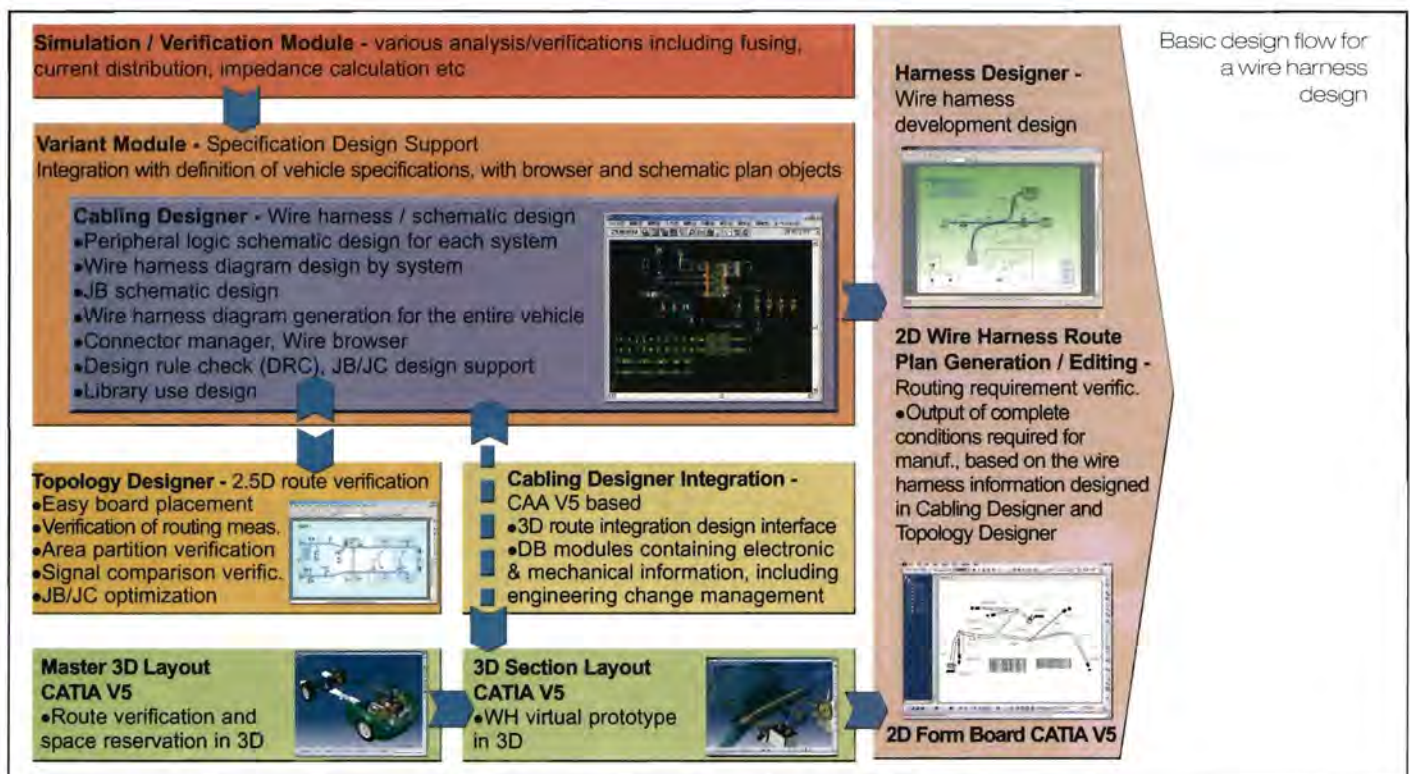 Simulation / Verification Module - various analysis/verifications including fusing,
current distribution, impedance calculation etc
Variant Module - Specification Design Support
Integration with definition of vehicle specifications, with browser and schematic plan objects
Cabling Designer - Wire harness / schematic design
•Peripheral logic schematic design for each system
•Wire harness diagram design by system
•JB schematic design
•Wire harness diagram generation for the entire vehicle
•Connector manager, Wire browser
•Design rule check (DRC), JB/JC design support
•Library use design
Topology Designer - 2.5D route verification
•Easy board placement
•Verification of routing meas.
•Area partition verification
•Signal comparison verific.
•JB/JC optimization
Cabling Designer Integration -
CAA V5 based
•3D route integration design interface
•DB modules containing electronic
& mechanical information, including
engineering change management
Master 3D Layout
CATIA V5
•Route verification and
space reservation in 3D
3D Section Layout
CATIA V5
•WH virtual prototype
in 3D
Harness Designer -
Wire harness
development design
2D Wire Harness Route
Plan Generation / Editing -
Routing requirement verific.
•Output of complete
conditions required for
manuf., based on the wire
harness information designed
in Cabling Designer and
Topology Designer
2D Form Board CATIA V5
Basic design flow for
a wire harness
design